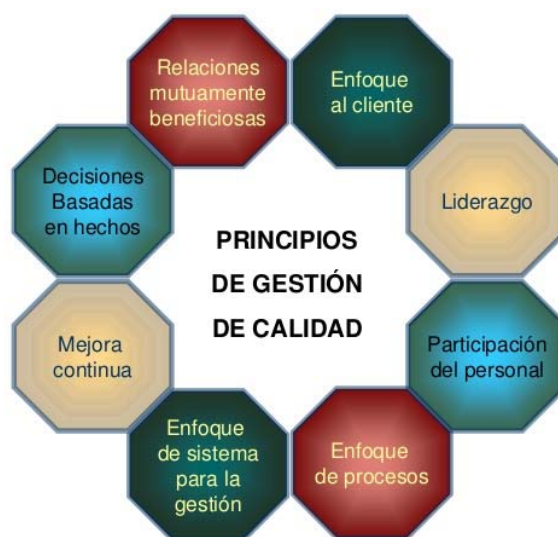 Relaciones
mutuamente
beneficiosas
Enfoque
al cliente
Decisiones
Basadas
en hechos
Liderazgo
PRINCIPIOS
DE GESTIÓN
DE CALIDAD
Mejora
continua
Participación
del personal
Enfoque
de sistema
para la
gestión
Enfoque
de procesos